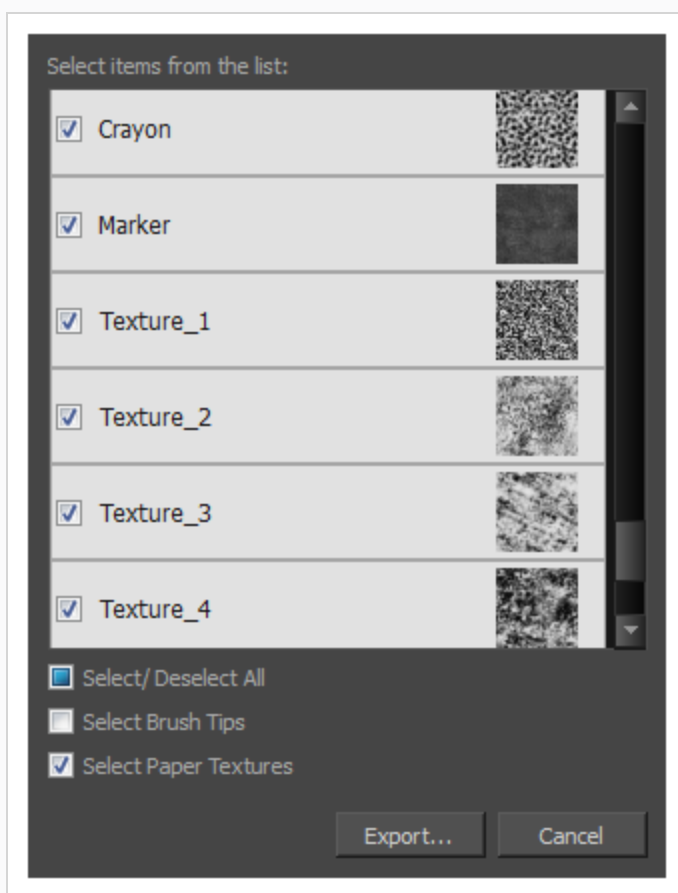 Select items from the list:
Crayon
Marker
Texture_1
Texture_2
Texture_3
Texture_4
Select/ Deselect All
Select Brush Tips
Select Paper Textures
Export... Cancel